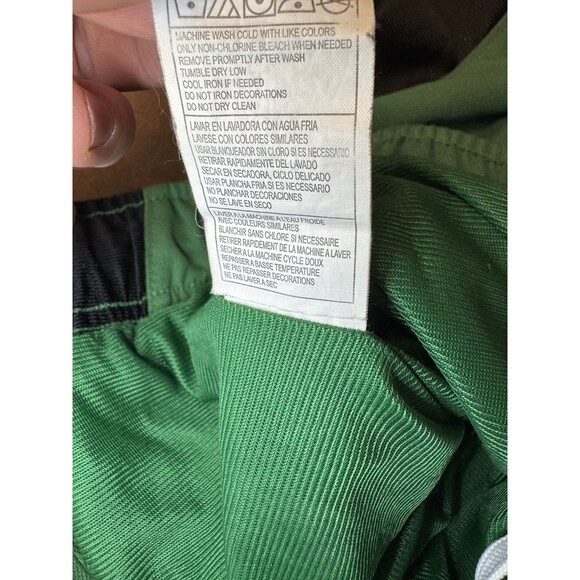 MACHINE WASH COLD WITH LIKE COLORS
ONLY NON-CHLORINE BLEACH WHEN NEEDED
REMOVE PROMPTLY AFTER WASH
TUMBLE DRY LOW
COOL IRON IF NEEDED
DO NOT IRON DECORATIONS
DO NOT DRY CLEAN
LAVAR EN LAVADORA CON AGUA FRIA
LAVESE CON COLORES SIMILARES
USAR BLANQUEADOR SIN CLORO SI ES NECESARIO
RETIRAR RAPIDAMENTE DEL LAVADO
SECAR EN SECADORA, CICLO DELICADO
USAR PLANCHA FRIA SI ES NECESARIO
NO PLANCHAR DECORACIONES
NO SE LAVE EN SECO
LAVER A LA MACHINE A L'EAU FROIDE
AVEC COULEURS SIMILAIRES
BLANCHIR SANS CHLORE SI NECESSAIRE
RETIRER RAPIDEMENT DE LA MACHINE A LAVER
SECHER A LA MACHINE CYCLE DOUX
REPASSER A BASSE TEMPERATURE
NE PAS REPASSER DECORATIONS
NE PAS LAVER A SEC